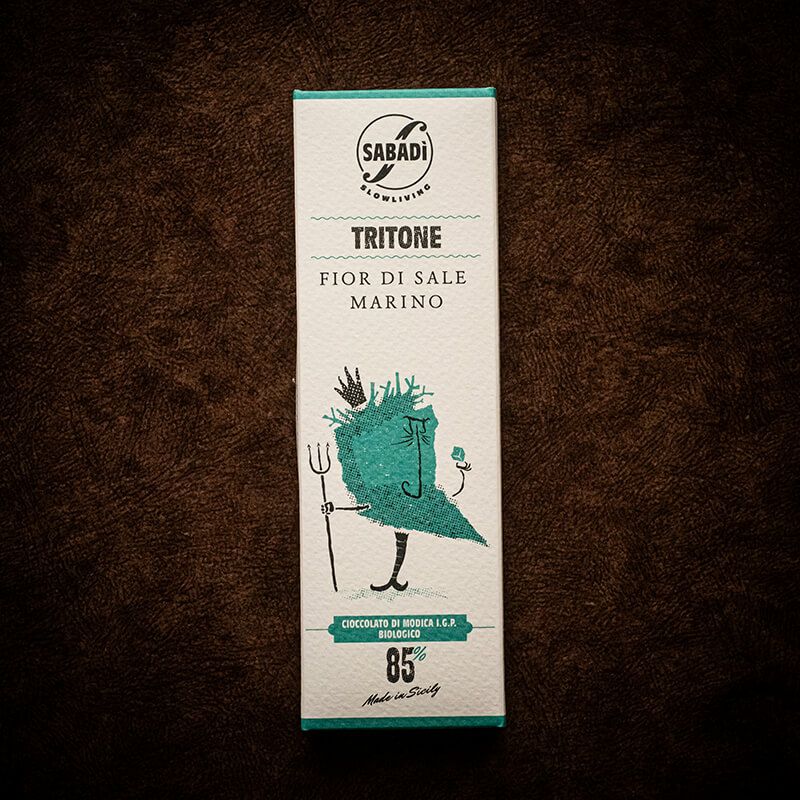 SABADÌ
SLOWLIVING
TRITONE
FIOR DI SALE
MARINO
CIOCCOLATO DI MODICA I.G.P.
BIOLOGICO
85%
Made in Sicily